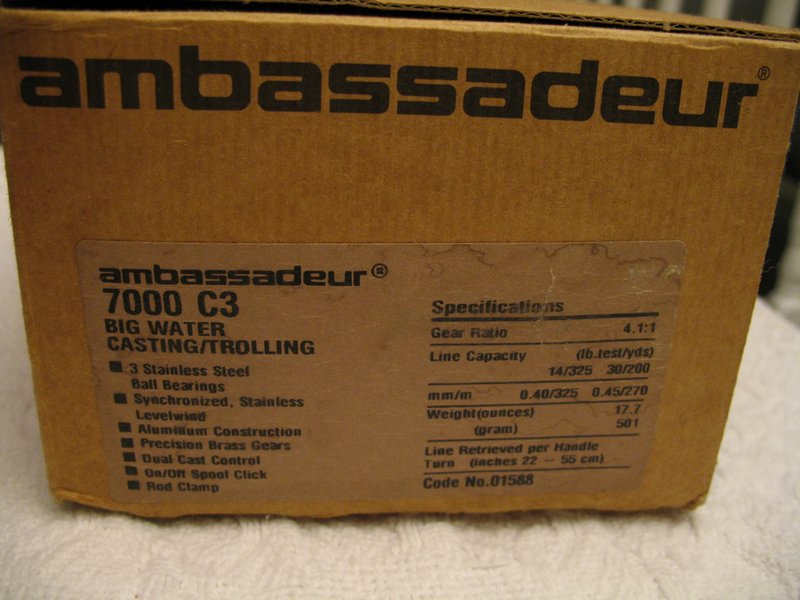 ambassadeur®
ambassadeur®
7000 C3
BIG WATER
CASTING/TROLLING
■ 3 Stainless Steel
Ball Bearings
■ Synchronized, Stainless
Levelwind
■ Aluminum Construction
■ Precision Brass Gears
■ Dual Cast Control
■ On/Off Spool Click
■ Rod Clamp
Specifications
Gear Ratio 4.1:1
Line Capacity (lb.test/yds)
14/325 30/200
mm/m 0.40/325 0.45/270
Weight(ounces) 17.7
(gram) 501
Line Retrieved per Handle
Turn (inches 22 – 55 cm)
Code No.01588